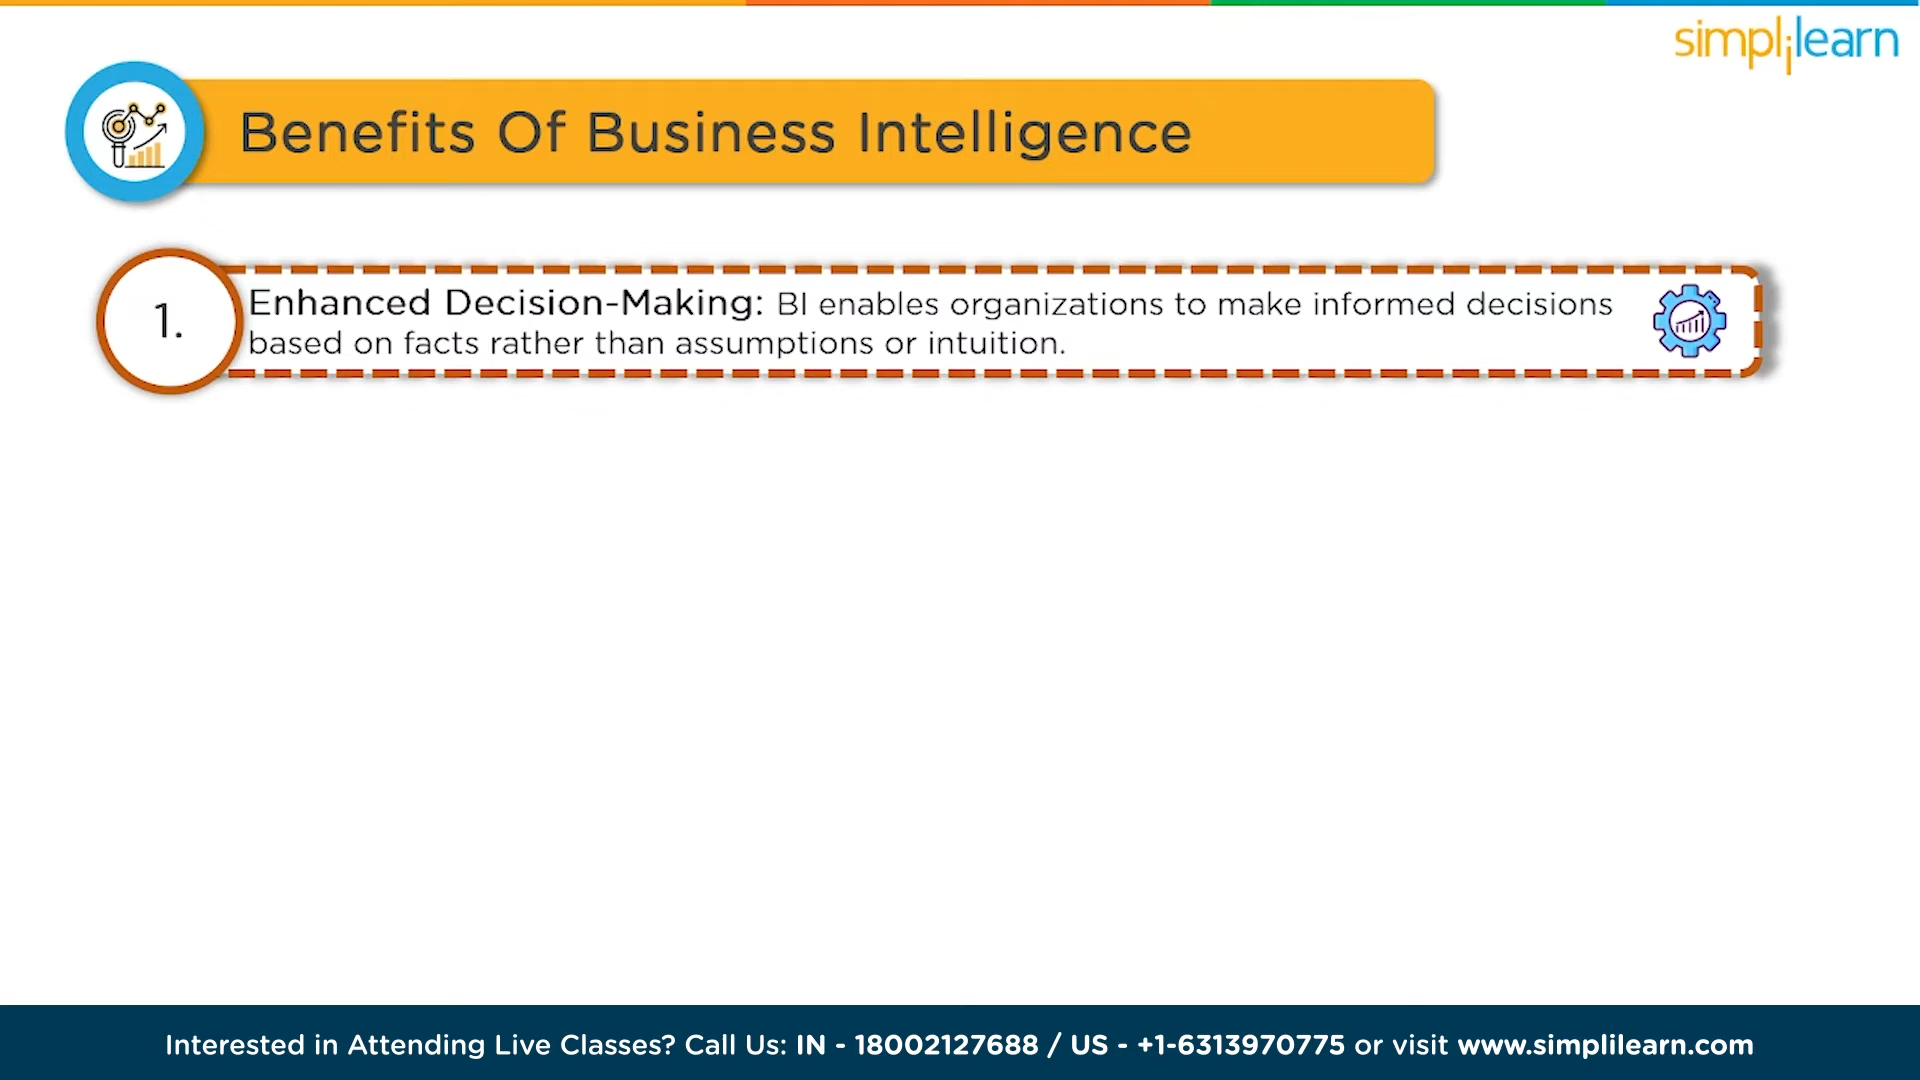 simplilearn
Benefits Of Business Intelligence
1.
Enhanced Decision-Making: BI enables organizations to make informed decisions
based on facts rather than assumptions or intuition.
Interested in Attending Live Classes? Call Us: IN - 18002127688 / US - +1-6313970775 or visit www.simplilearn.com